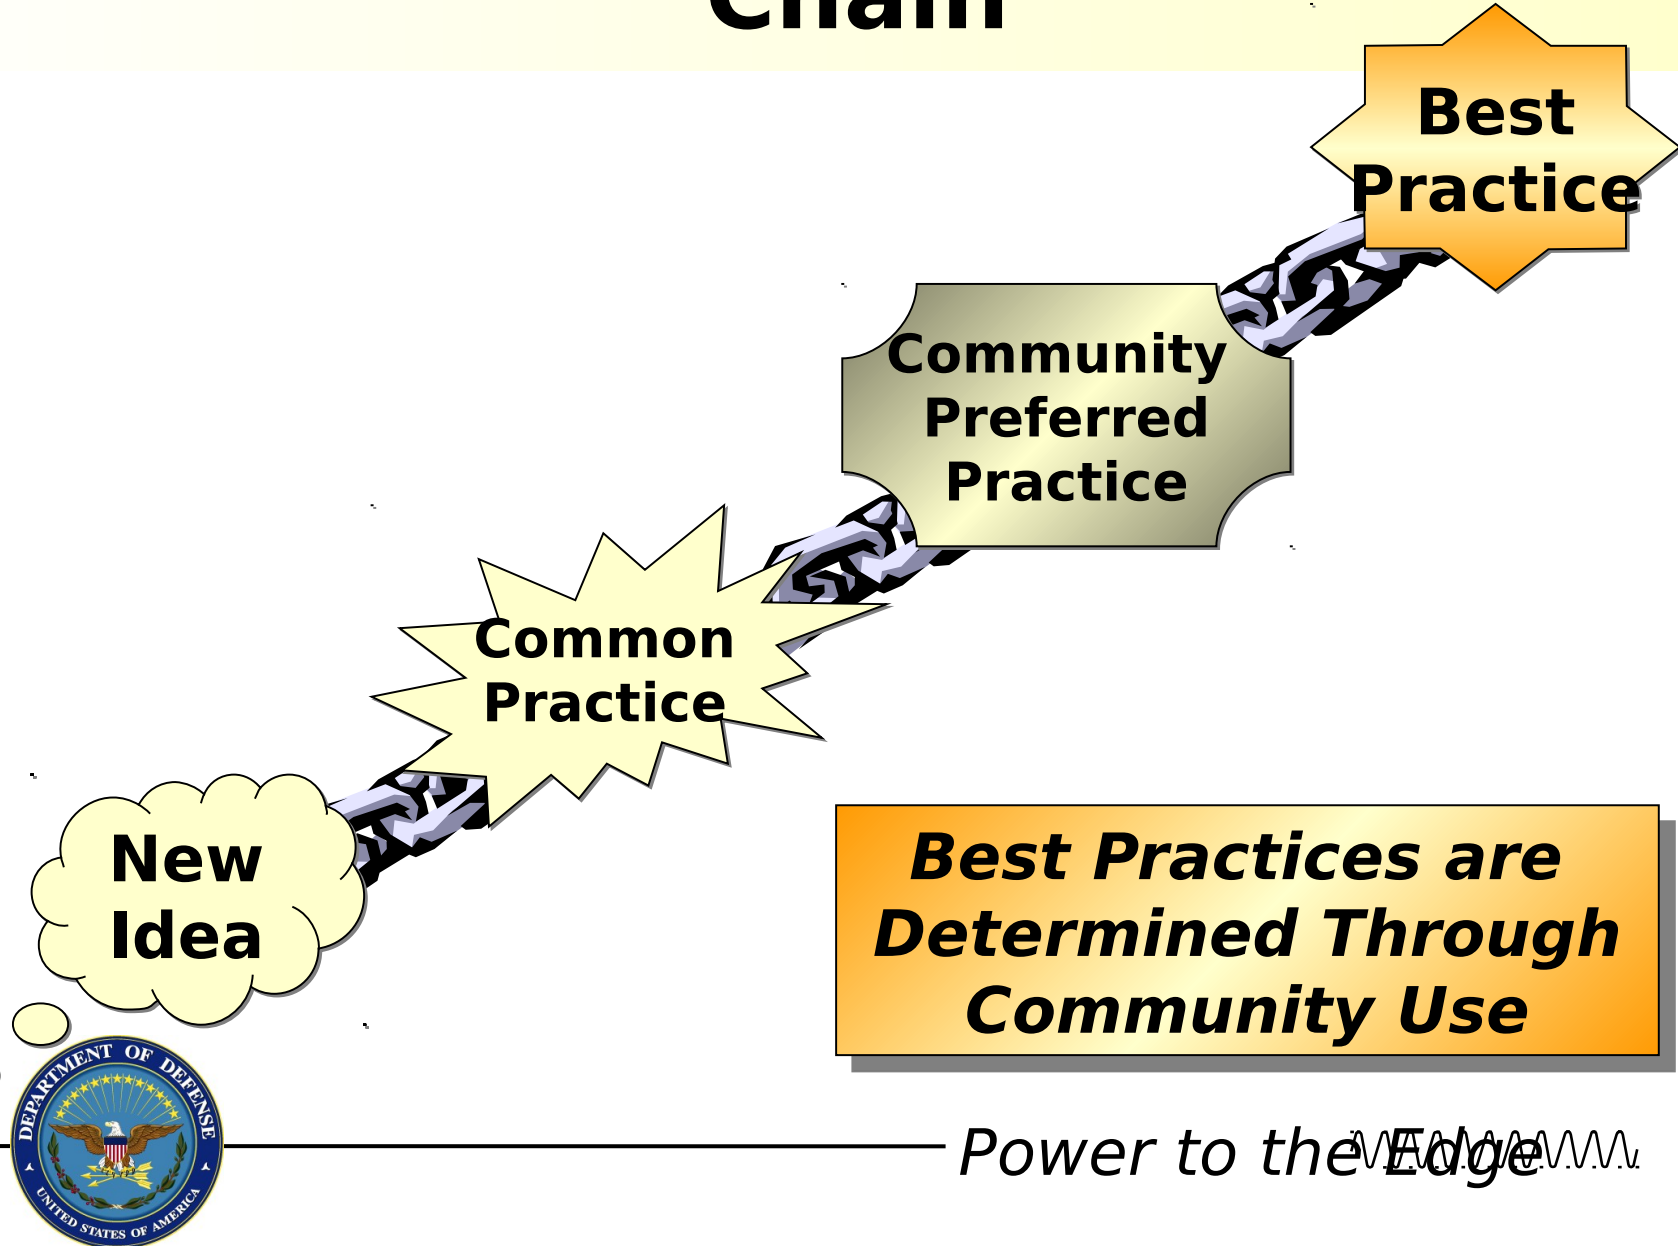 Chain
Best
Practice
Community
Preferred
Practice
Common
Practice
New
Idea
Best Practices are
Determined Through
Community Use
DEPARTMENT OF DEFENSE
UNITED STATES OF AMERICA
Power to the Edge